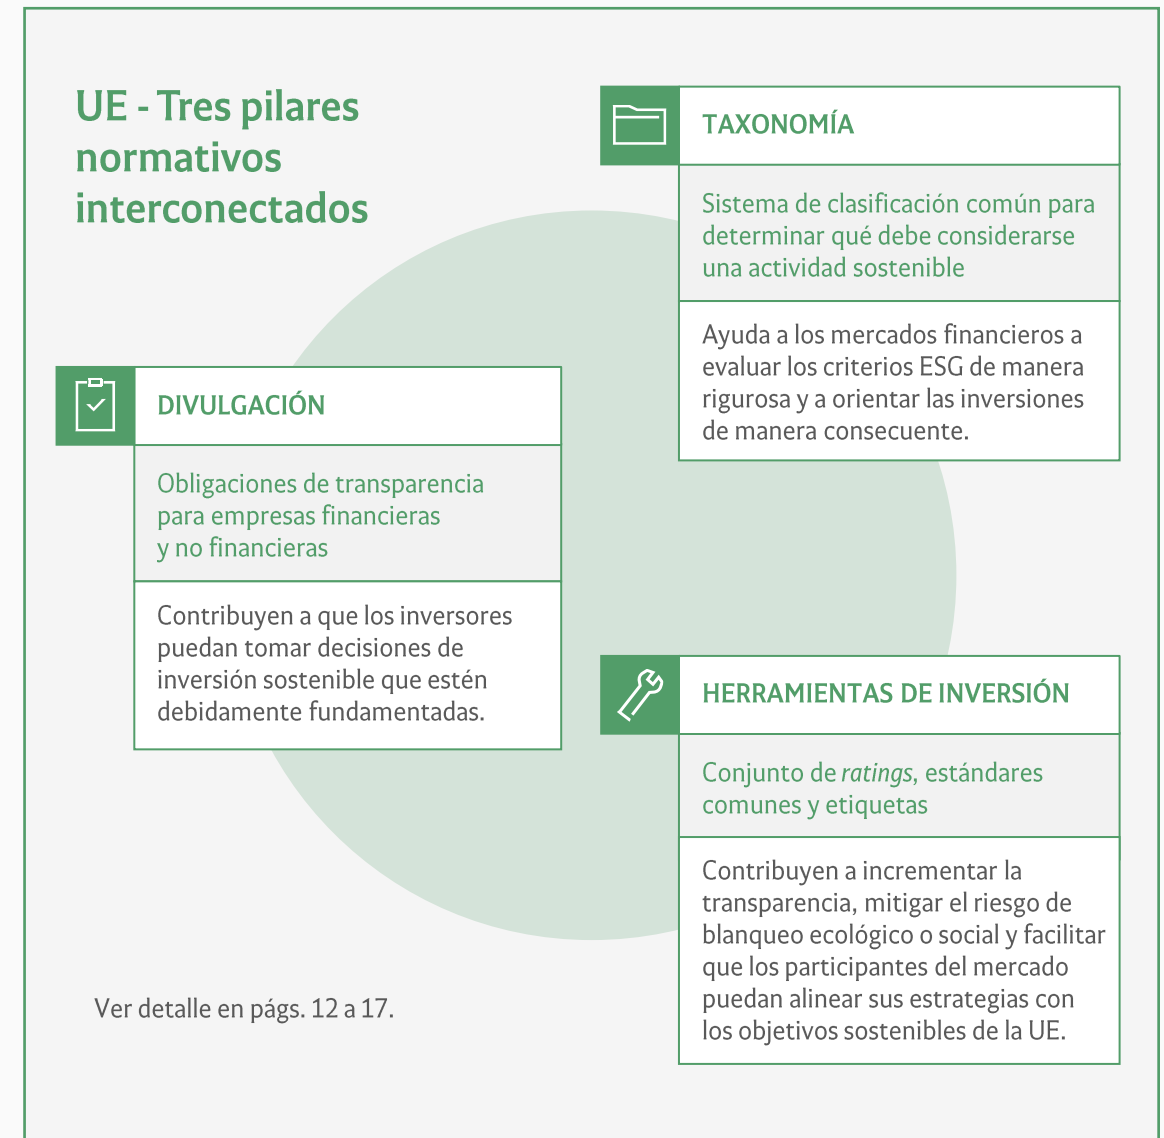 UE - Tres pilares
normativos
interconectados
TAXONOMÍA
Sistema de clasificación común para
determinar qué debe considerarse
una actividad sostenible
Ayuda a los mercados financieros a
evaluar los criterios ESG de manera
rigurosa y a orientar las inversiones
de manera consecuente.
DIVULGACIÓN
Obligaciones de transparencia
para empresas financieras
y no financieras
Contribuyen a que los inversores
puedan tomar decisiones de
inversión sostenible que estén
debidamente fundamentadas.
HERRAMIENTAS DE INVERSIÓN
Conjunto de ratings, estándares
comunes y etiquetas
Contribuyen a incrementar la
transparencia, mitigar el riesgo de
blanqueo ecológico o social y facilitar
que los participantes del mercado
puedan alinear sus estrategias con
los objetivos sostenibles de la UE.
Ver detalle en págs. 12 a 17.